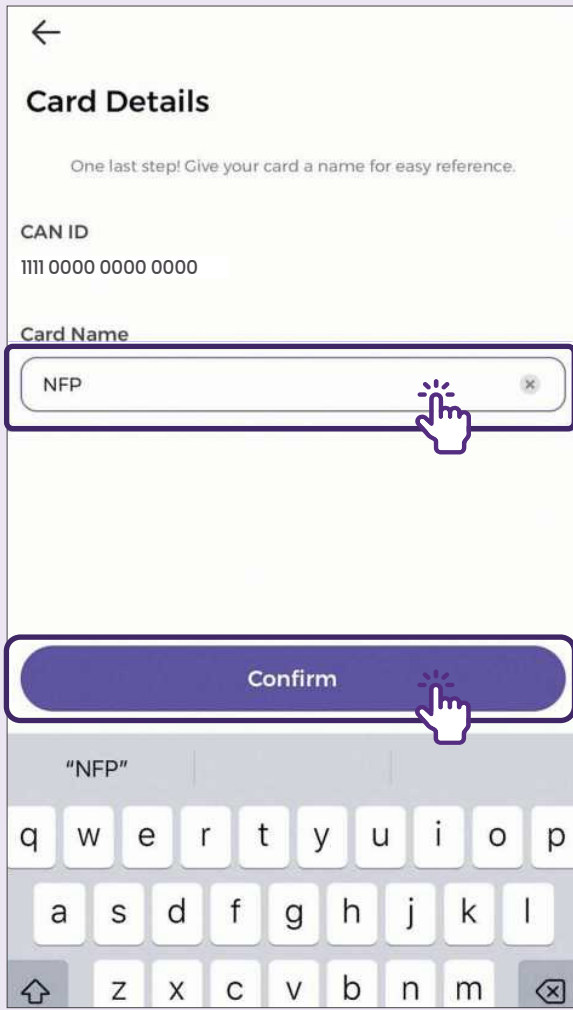 Card Details
One last step! Give your card a name for easy reference.
CAN ID
1111 0000 0000 0000
Card Name
NFP
Confirm
“NFP”
q w e r t y u i o p
a s d f g h j k l
z x c v b n m